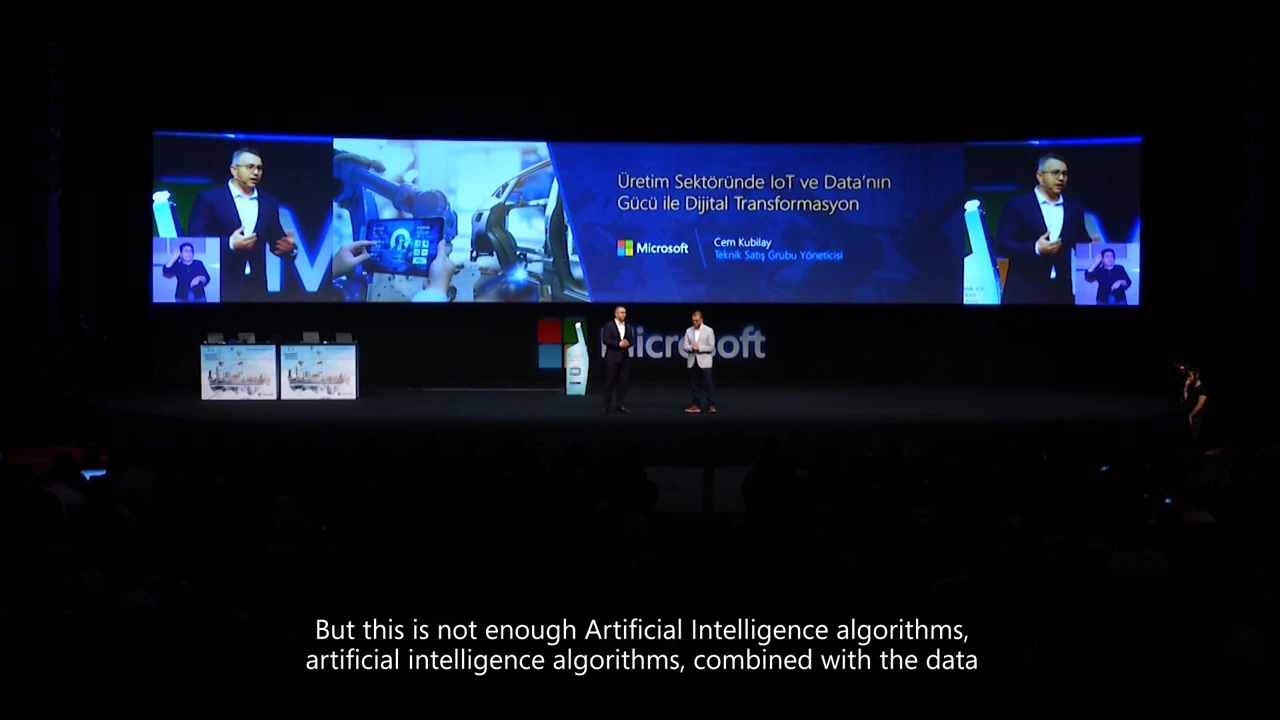 Üretim Sektöründe IoT ve Data'nın
Gücü ile Dijital Transformasyon
Microsoft
Cem Kubilay
Teknik Satış Grubu Yöneticisi
Microsoft
But this is not enough Artificial Intelligence algorithms,
artificial intelligence algorithms, combined with the data